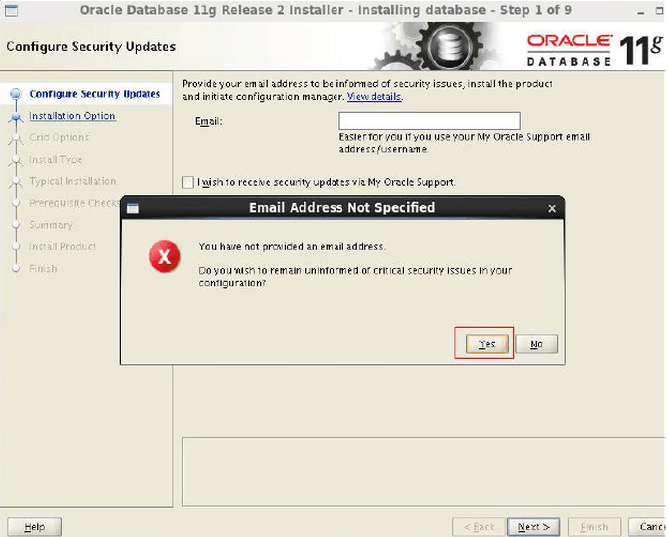 Oracle Database 11g Release 2 Installer - Installing database - Step 1 of 9
Configure Security Updates
ORACLE
DATABASE
11g
Configure Security Updates
Installation Option
Grid Options
Install Type
Typical Installation
Prerequisite Checks
Summary
Install Product
Finish
Provide your email address to be informed of security issues, install the product
and initiate configuration manager. View details.
Email:
Easier for you if you use your My Oracle Support email
address/username.
I wish to receive security updates via My Oracle Support.
Email Address Not Specified
You have not provided an email address.
Do you wish to remain uninformed of critical security issues in your
configuration?
Yes
No
Help
< Back
Next >
Finish
Canc